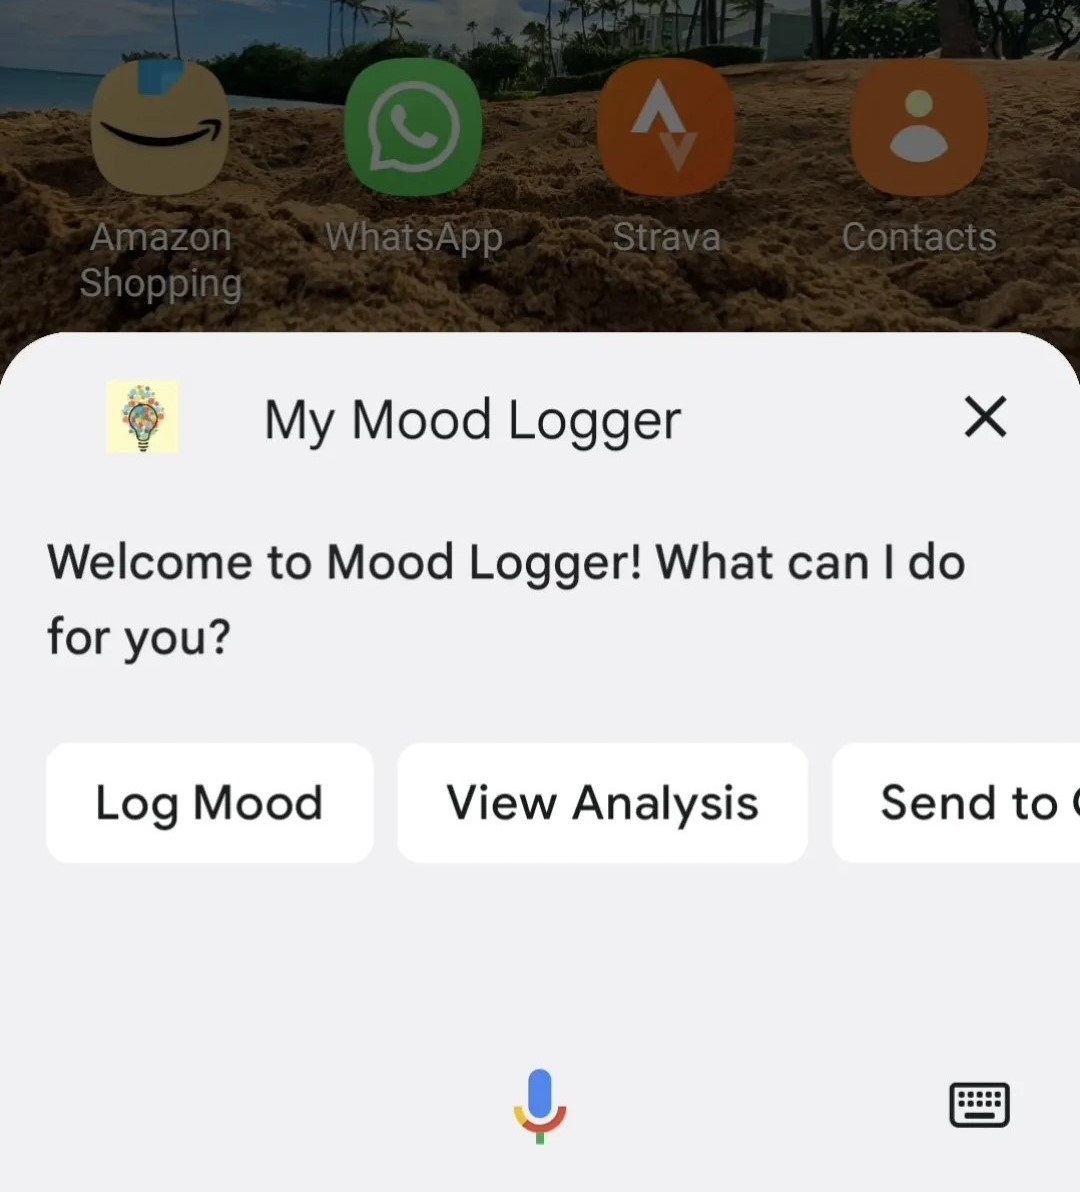 Amazon
Shopping
WhatsApp
Strava
Contacts
My Mood Logger
Welcome to Mood Logger! What can I do
for you?
Log Mood
View Analysis
Send to